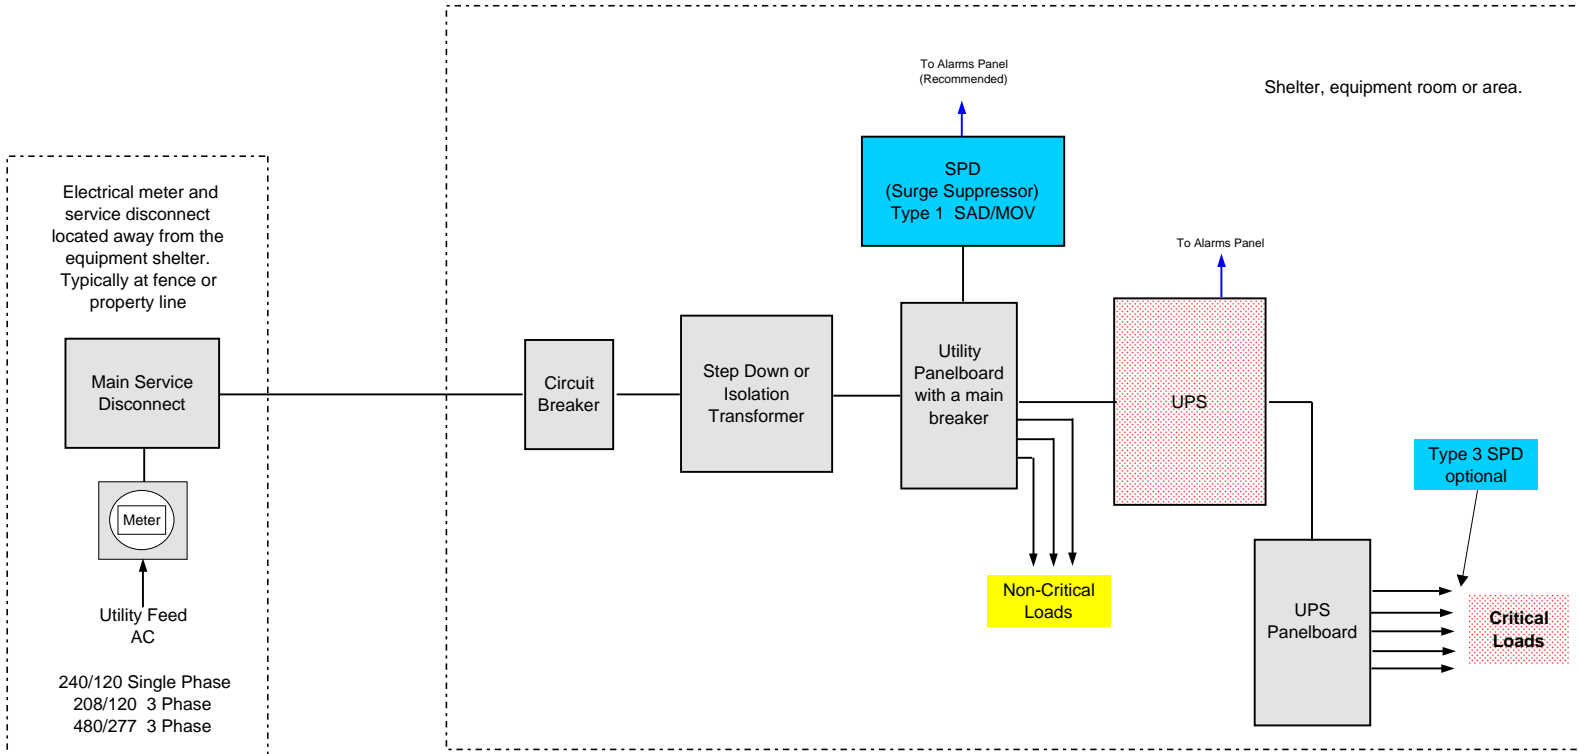 To Alarms Panel
(Recommended)
Shelter, equipment room or area.
SPD
(Surge Suppressor)
Type 1  SAD/MOV
Electrical meter and
service disconnect
located away from the
equipment shelter.
Typically at fence or
property line
To Alarms Panel
Main Service
Disconnect
Circuit
Breaker
Step Down or
Isolation
Transformer
Utility
Panelboard
with a main
breaker
UPS
Type 3 SPD
optional
Meter
Non-Critical
Loads
Utility Feed
AC
UPS
Panelboard
Critical
Loads
240/120 Single Phase
208/120  3 Phase
480/277  3 Phase